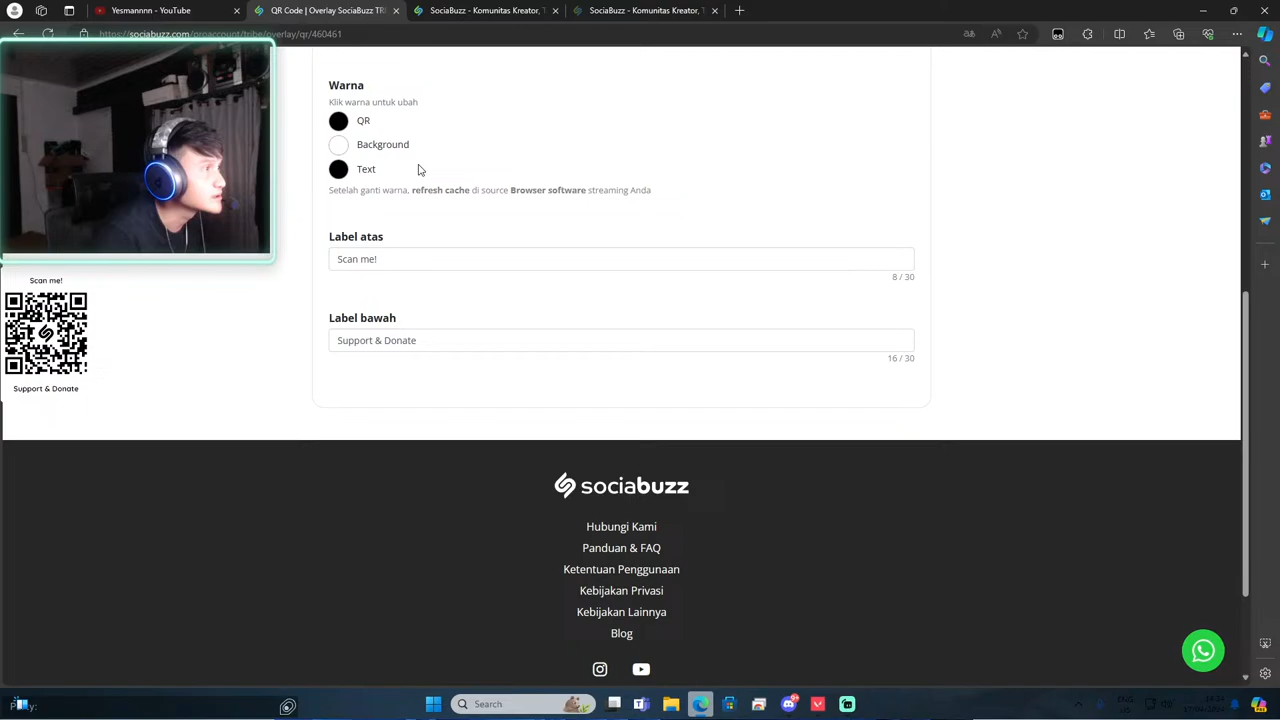 Yesmannnn - YouTube
QR Code | Overlay SociaBuzz TRI
SociaBuzz - Komunitas Kreator, T
SociaBuzz - Komunitas Kreator, T
https://sociabuzz.com/proaccount/tribe/overlay/qr/460461
Warna
Klik warna untuk ubah
QR
Background
Text
Setelah ganti warna, refresh cache di source Browser software streaming Anda
Label atas
Scan me!
8 / 30
Label bawah
Support & Donate
16 / 30
Scan me!
Support & Donate
sociabuzz
Hubungi Kami
Panduan & FAQ
Ketentuan Penggunaan
Kebijakan Privasi
Kebijakan Lainnya
Blog
Search
ENG